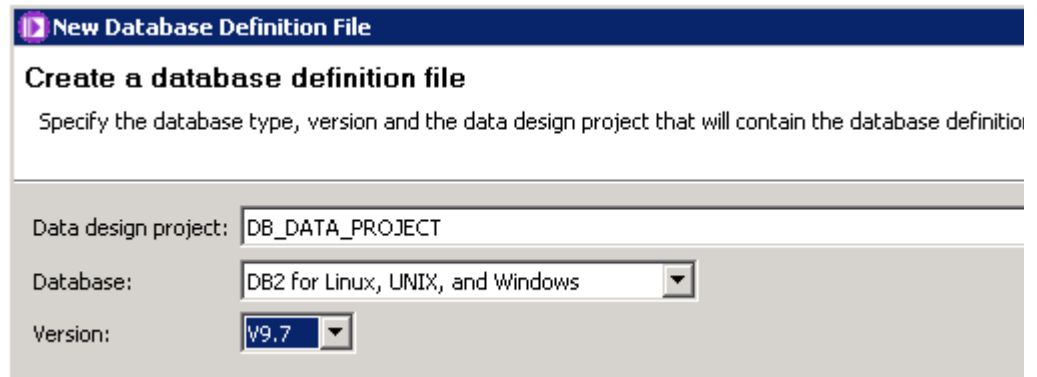 New Database Definition File
Create a database definition file
Specify the database type, version and the data design project that will contain the database
Data design project: DB_DATA_PROJECT
Database: DB2 for Linux, UNIX, and Windows
Version: V9.7